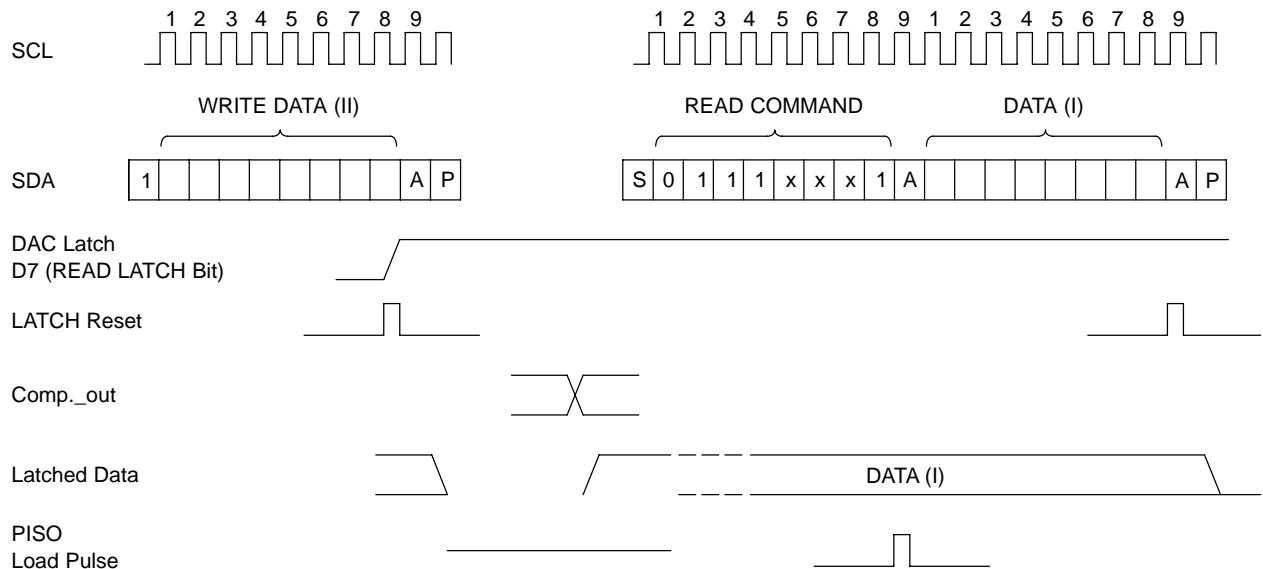 1 2 3 4 5 6 7 8 9 1 2 3 4 5 6 7 8 9 1 2 3 4 5 6 7 8 9
SCL
WRITE DATA (II) READ COMMAND DATA (I)
SDA 1 A P S 0 1 1 1 x x x 1 A A P
DAC Latch
D7 (READ LATCH Bit)
LATCH Reset
Comp._out
Latched Data DATA (I)
PISO
Load Pulse